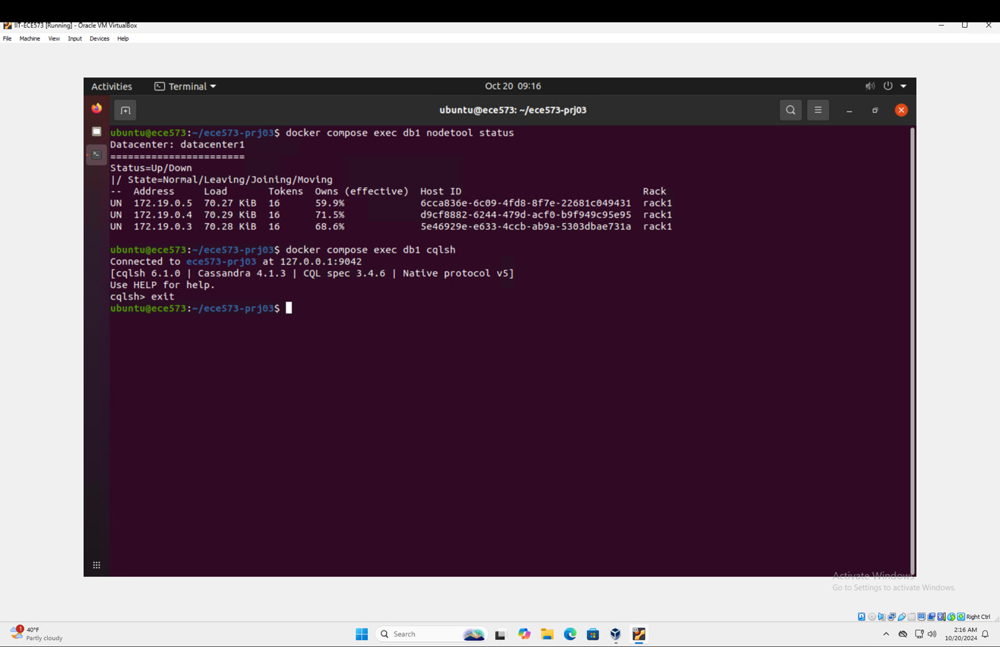 IIT-ECE573 [Running] - Oracle VM VirtualBox
File Machine View Input Devices Help
Activities Terminal Oct 20 09:16
ubuntu@ece573: ~/ece573-prj03
ubuntu@ece573:~/ece573-prj03$ docker compose exec db1 nodetool status
Datacenter: datacenter1
=======================
Status=Up/Down
|/ State=Normal/Leaving/Joining/Moving
-- Address Load Tokens Owns (effective) Host ID Rack
UN 172.19.0.5 70.27 KiB 16 59.9% 6cca836e-6c09-4fd8-8f7e-22681c049431 rack1
UN 172.19.0.4 70.29 KiB 16 71.5% d9cf8882-6244-479d-acf0-b9f949c95e95 rack1
UN 172.19.0.3 70.28 KiB 16 68.6% 5e46929e-e633-4ccb-ab9a-5303dbae731a rack1
ubuntu@ece573:~/ece573-prj03$ docker compose exec db1 cqlsh
Connected to ece573-prj03 at 127.0.0.1:9042
[cqlsh 6.1.0 | Cassandra 4.1.3 | CQL spec 3.4.6 | Native protocol v5]
Use HELP for help.
cqlsh> exit
ubuntu@ece573:~/ece573-prj03$
Activate Windows
Go to Settings to activate Windows.
Right Ctrl
1
40°F
Partly cloudy
Search
2:16 AM
10/20/2024